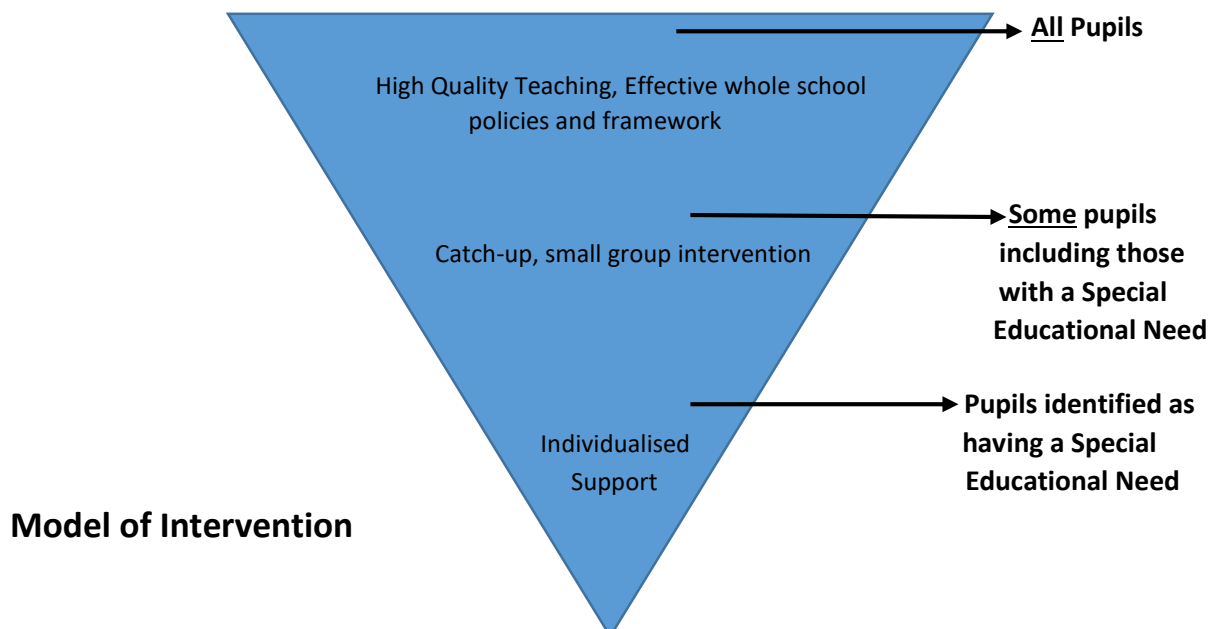 All Pupils
High Quality Teaching, Effective whole school
policies and framework
Some pupils
including those
with a Special
Educational Need
Catch-up, small group intervention
Pupils identified as
having a Special
Educational Need
Individualised
Support
Model of Intervention